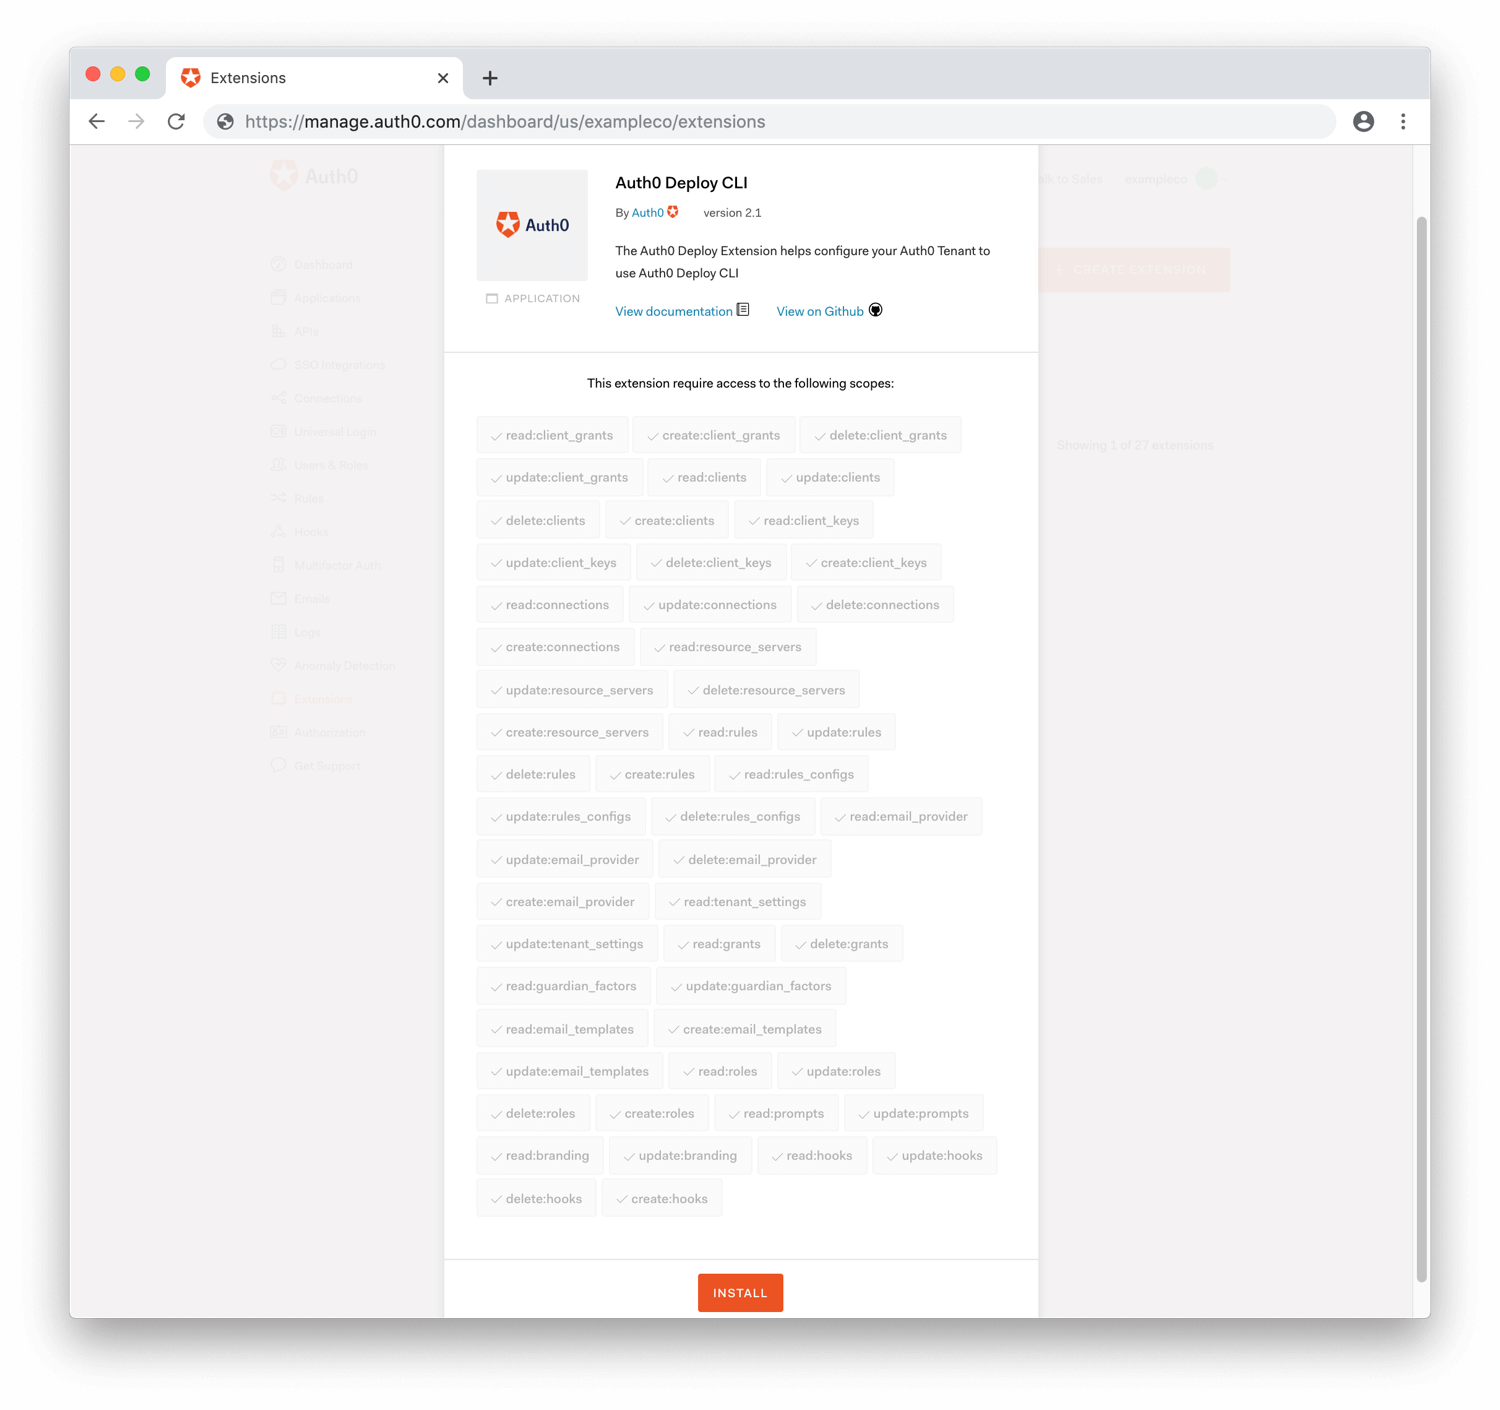 Extensions
https://manage.auth0.com/dashboard/us/exampleco/extensions
Auth0
Talk to Sales exampleco
Dashboard
Applications
APIs
SSO Integrations
Connections
Universal Login
Users & Roles
Rules
Hooks
Multifactor Auth
Emails
Logs
Anomaly Detection
Extensions
Authorization
Get Support
+ CREATE EXTENSION
Showing 1 of 27 extensions
Auth0
APPLICATION
Auth0 Deploy CLI
By Auth0 version 2.1
The Auth0 Deploy Extension helps configure your Auth0 Tenant to
use Auth0 Deploy CLI
View documentation View on Github
This extension require access to the following scopes:
read:client_grants create:client_grants delete:client_grants
update:client_grants read:clients update:clients
delete:clients create:clients read:client_keys
update:client_keys delete:client_keys create:client_keys
read:connections update:connections delete:connections
create:connections read:resource_servers
update:resource_servers delete:resource_servers
create:resource_servers read:rules update:rules
delete:rules create:rules read:rules_configs
update:rules_configs delete:rules_configs read:email_provider
update:email_provider delete:email_provider
create:email_provider read:tenant_settings
update:tenant_settings read:grants delete:grants
read:guardian_factors update:guardian_factors
read:email_templates create:email_templates
update:email_templates read:roles update:roles
delete:roles create:roles read:prompts update:prompts
read:branding update:branding read:hooks update:hooks
delete:hooks create:hooks
INSTALL